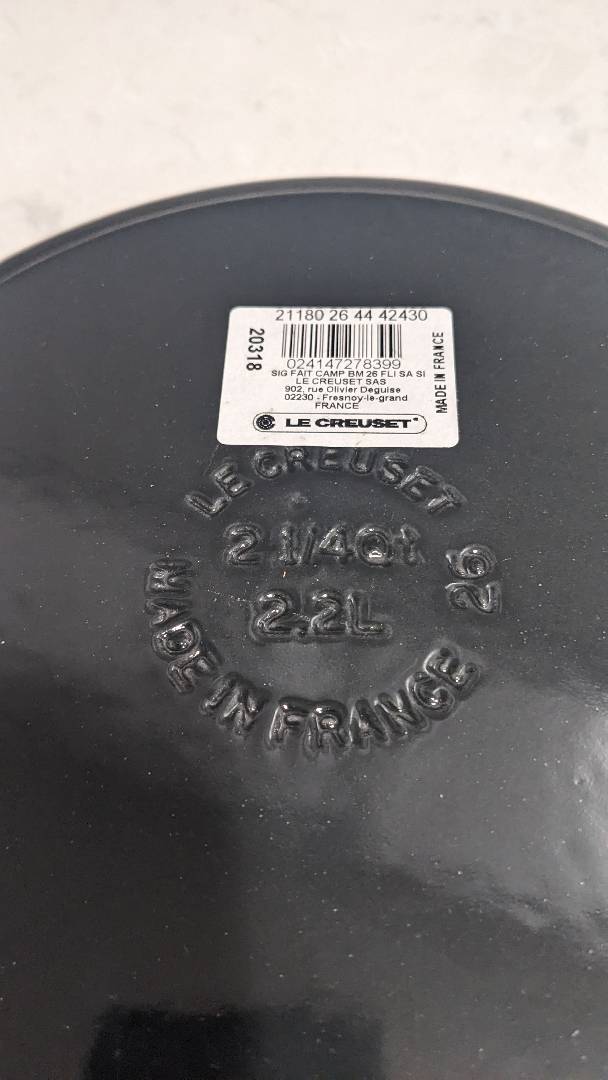 21180 26 44 42430
20318
024147278399
MADE IN FRANCE
SIG FAIT CAMP BM 26 FLI SA SI
LE CREUSET SAS
902, rue Olivier Deguise
02230 - Fresnoy-le-grand
FRANCE
LE CREUSET®
LE CREUSET
2 1/4Qt
26
2.2L
MADE IN FRANCE